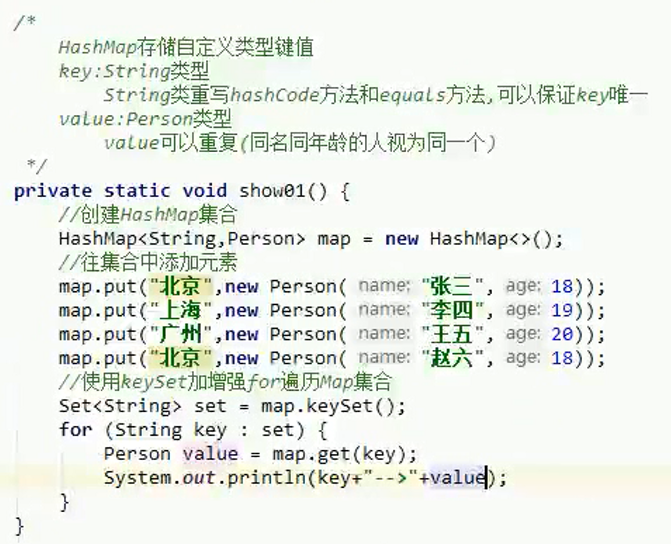 /*
    HashMap存储自定义类型键值
    key:String类型
        String类重写hashCode方法和equals方法,可以保证key唯一
    value:Person类型
        value可以重复(同名同年龄的人视为同一个)
 */
private static void show01() {
    //创建HashMap集合
    HashMap<String,Person> map = new HashMap<>();
    //往集合中添加元素
    map.put("北京",new Person( name: "张三", age: 18));
    map.put("上海",new Person( name: "李四", age: 19));
    map.put("广州",new Person( name: "王五", age: 20));
    map.put("北京",new Person( name: "赵六", age: 18));
    //使用keySet加增强for遍历Map集合
    Set<String> set = map.keySet();
    for (String key : set) {
        Person value = map.get(key);
        System.out.println(key+"-->"+value);
    }
}